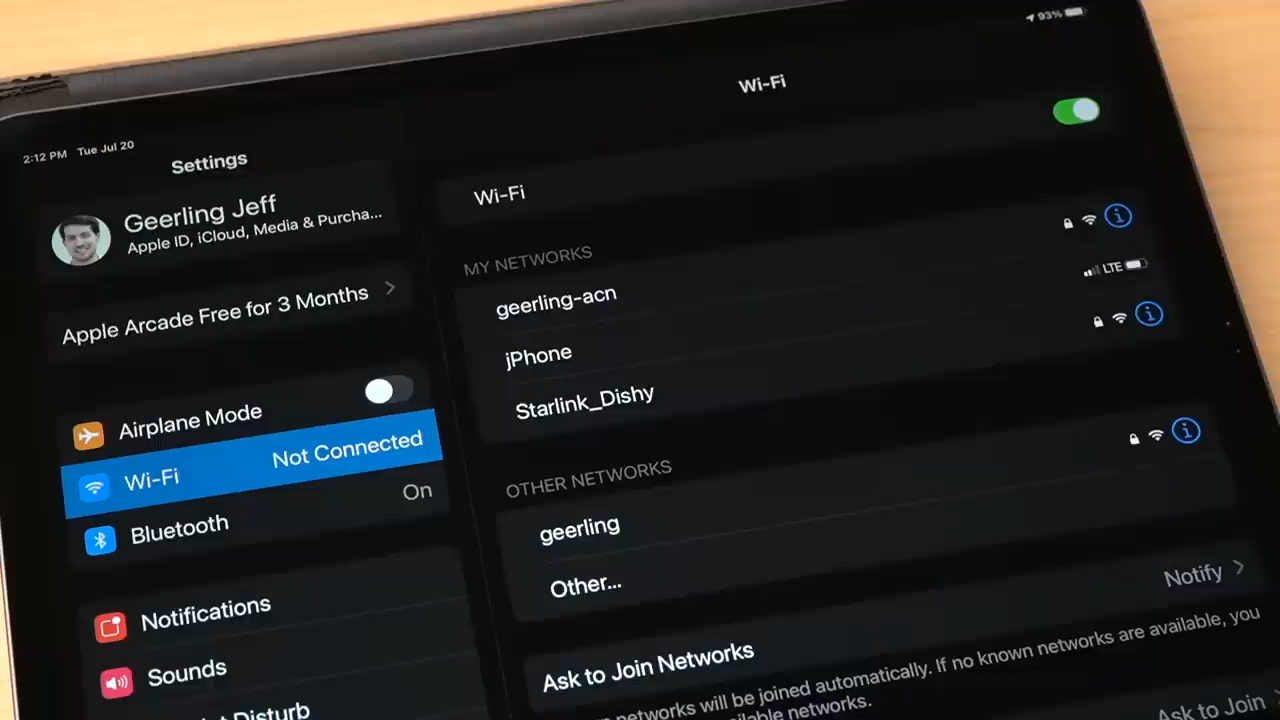 93%
2:12 PM Tue Jul 20
Settings
Geerling Jeff
Apple ID, iCloud, Media & Purcha...
Apple Arcade Free for 3 Months
Airplane Mode
Wi-Fi Not Connected
Bluetooth On
Notifications
Sounds
Disturb
Wi-Fi
Wi-Fi
MY NETWORKS
geerling-acn
jPhone LTE
Starlink_Dishy
OTHER NETWORKS
geerling
Other...
Ask to Join Networks Notify
networks will be joined automatically. If no known networks are available, you
networks.
Ask to Join